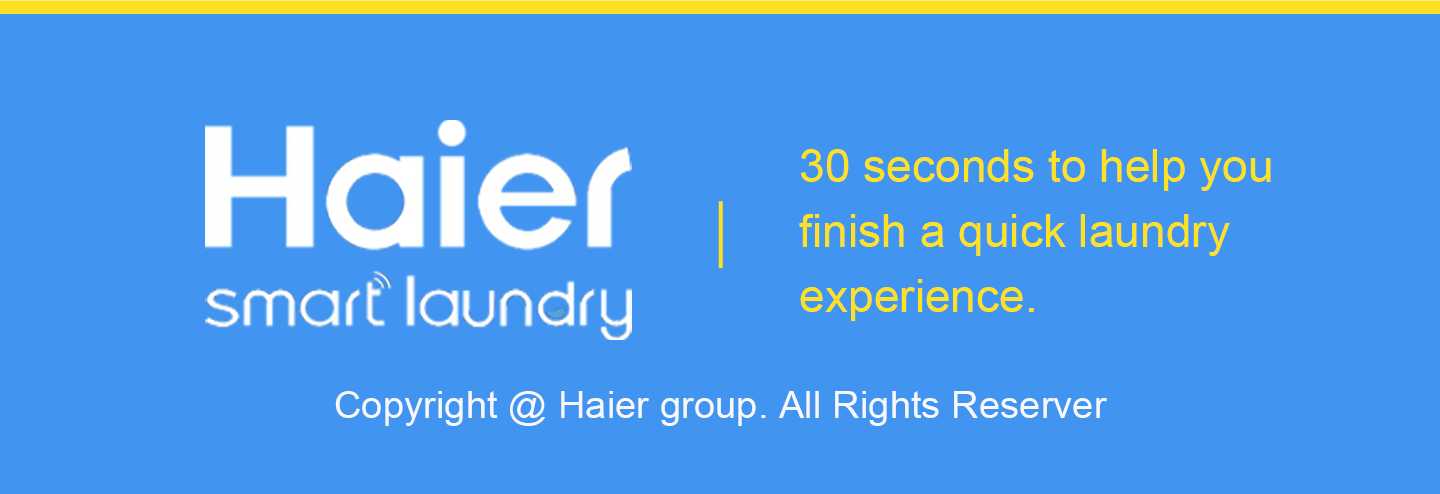 Haier
smart laundry
30 seconds to help you
finish a quick laundry
experience.
Copyright @ Haier group. All Rights Reserver